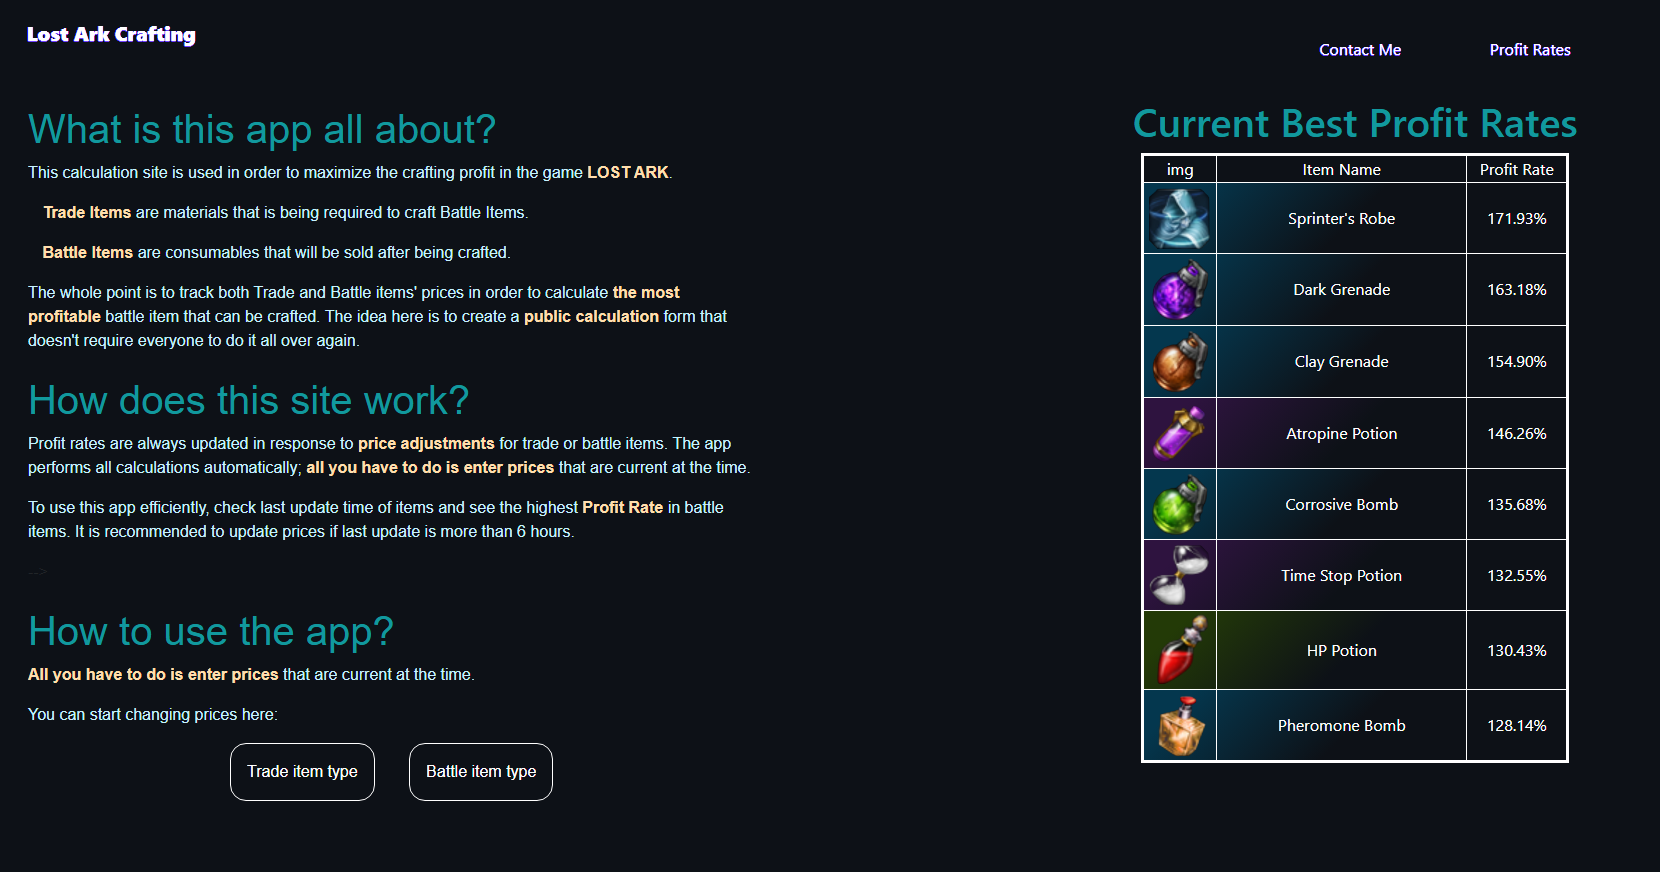 Lost Ark Crafting
Contact Me
Profit Rates
What is this app all about?
This calculation site is used in order to maximize the crafting profit in the game LOST ARK.
Trade Items are materials that is being required to craft Battle Items.
Battle Items are consumables that will be sold after being crafted.
The whole point is to track both Trade and Battle items' prices in order to calculate the most
profitable battle item that can be crafted. The idea here is to create a public calculation form that
doesn't require everyone to do it all over again.
How does this site work?
Profit rates are always updated in response to price adjustments for trade or battle items. The app
performs all calculations automatically; all you have to do is enter prices that are current at the time.
To use this app efficiently, check last update time of items and see the highest Profit Rate in battle
items. It is recommended to update prices if last update is more than 6 hours.
-->
How to use the app?
All you have to do is enter prices that are current at the time.
You can start changing prices here:
Trade item type
Battle item type
Current Best Profit Rates
img Item Name Profit Rate
Sprinter's Robe 171.93%
Dark Grenade 163.18%
Clay Grenade 154.90%
Atropine Potion 146.26%
Corrosive Bomb 135.68%
Time Stop Potion 132.55%
HP Potion 130.43%
Pheromone Bomb 128.14%